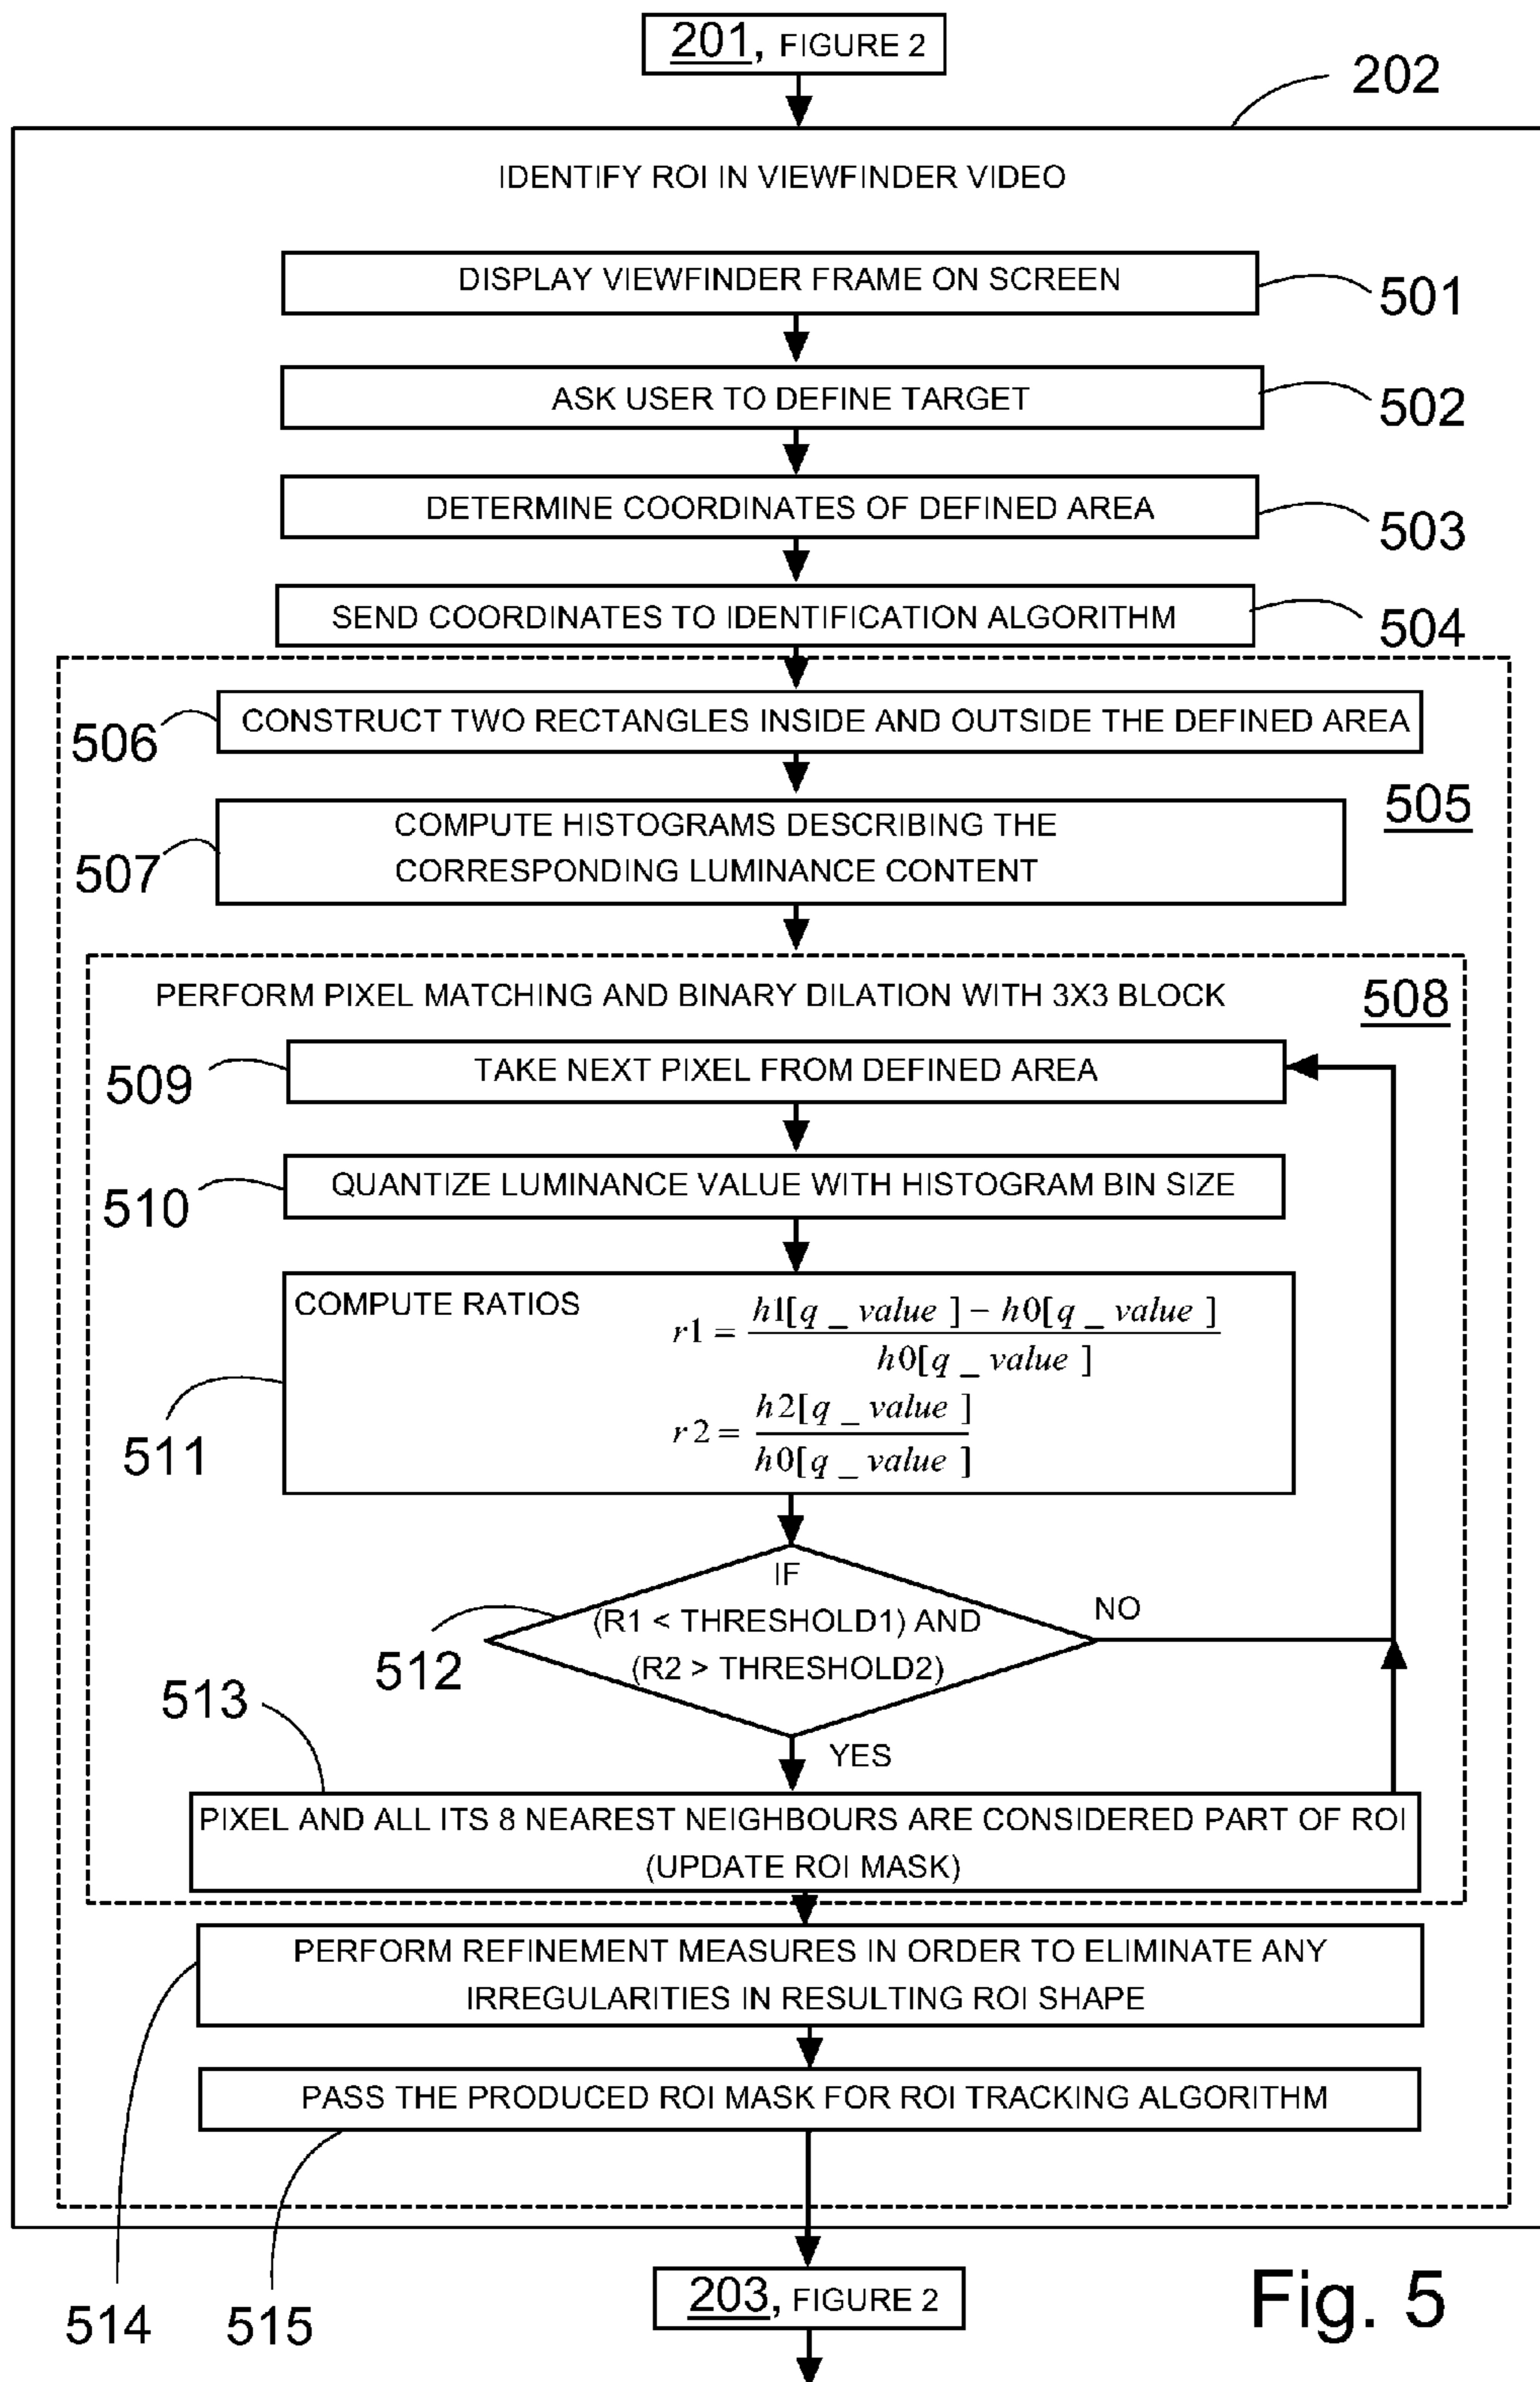 201, FIGURE 2
202
IDENTIFY ROI IN VIEWFINDER VIDEO
DISPLAY VIEWFINDER FRAME ON SCREEN
501
ASK USER TO DEFINE TARGET
502
DETERMINE COORDINATES OF DEFINED AREA
503
SEND COORDINATES TO IDENTIFICATION ALGORITHM
504
CONSTRUCT TWO RECTANGLES INSIDE AND OUTSIDE THE DEFINED AREA
506
505
COMPUTE HISTOGRAMS DESCRIBING THE
CORRESPONDING LUMINANCE CONTENT
507
PERFORM PIXEL MATCHING AND BINARY DILATION WITH 3X3 BLOCK
508
TAKE NEXT PIXEL FROM DEFINED AREA
509
QUANTIZE LUMINANCE VALUE WITH HISTOGRAM BIN SIZE
510
COMPUTE RATIOS
r1 = h1[q_value] − h0[q_value] / h0[q_value]
r2 = h2[q_value] / h0[q_value]
511
IF
(R1 < THRESHOLD1) AND
(R2 > THRESHOLD2)
NO
512
513
YES
PIXEL AND ALL ITS 8 NEAREST NEIGHBOURS ARE CONSIDERED PART OF ROI
(UPDATE ROI MASK)
PERFORM REFINEMENT MEASURES IN ORDER TO ELIMINATE ANY
IRREGULARITIES IN RESULTING ROI SHAPE
PASS THE PRODUCED ROI MASK FOR ROI TRACKING ALGORITHM
514
515
203, FIGURE 2
Fig. 5